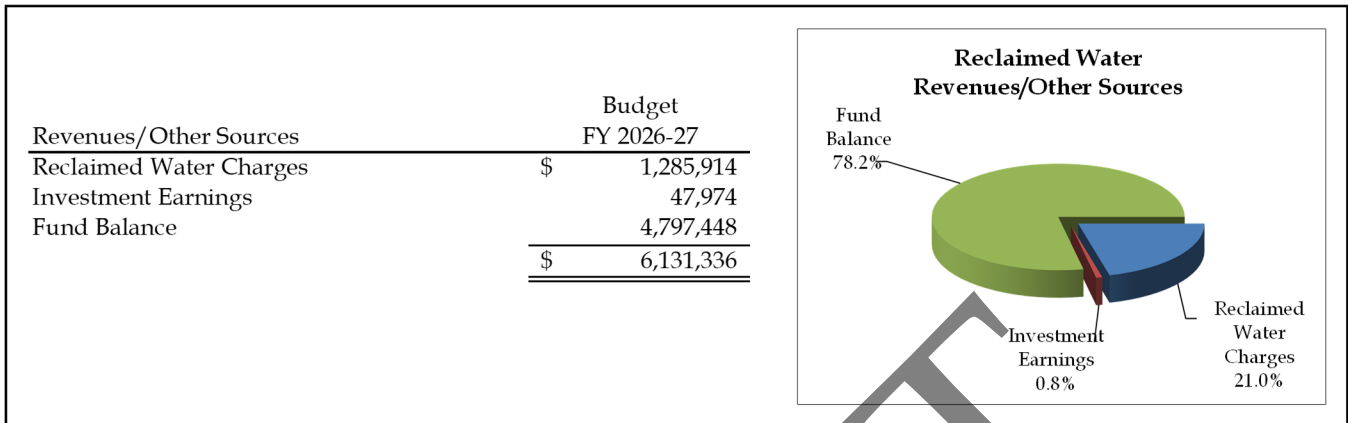 Budget
Revenues/Other Sources FY 2026-27
Reclaimed Water Charges $ 1,285,914
Investment Earnings 47,974
Fund Balance 4,797,448
$ 6,131,336
Reclaimed Water
Revenues/Other Sources
Fund
Balance
78.2%
Investment
Earnings
0.8%
Reclaimed
Water
Charges
21.0%